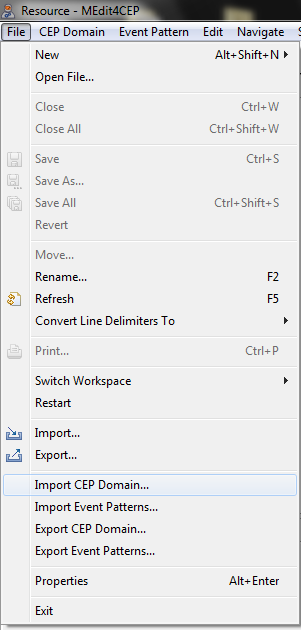 Resource - MEdit4CEP
File CEP Domain Event Pattern Edit Navigate
New Alt+Shift+N
Open File...
Close Ctrl+W
Close All Ctrl+Shift+W
Save Ctrl+S
Save As...
Save All Ctrl+Shift+S
Revert
Move...
Rename... F2
Refresh F5
Convert Line Delimiters To
Print... Ctrl+P
Switch Workspace
Restart
Import...
Export...
Import CEP Domain...
Import Event Patterns...
Export CEP Domain...
Export Event Patterns...
Properties Alt+Enter
Exit